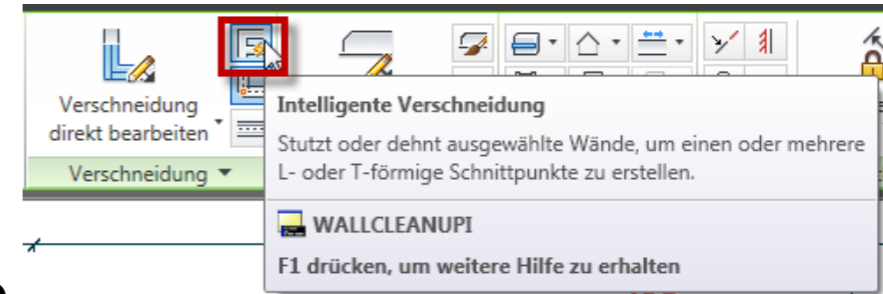 Verschneidung
direkt bearbeiten
Verschneidung
Intelligente Verschneidung
Stutzt oder dehnt ausgewählte Wände, um einen oder mehrere
L- oder T-förmige Schnittpunkte zu erstellen.
WALLCLEANUPI
F1 drücken, um weitere Hilfe zu erhalten